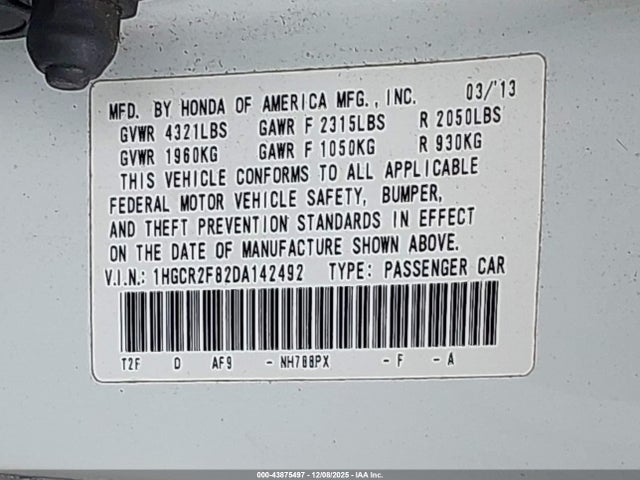 MFD. BY HONDA OF AMERICA MFG., INC. 03/'13
GVWR 4321LBS GAWR F 2315LBS R 2050LBS
GVWR 1960KG GAWR F 1050KG R 930KG
THIS VEHICLE CONFORMS TO ALL APPLICABLE
FEDERAL MOTOR VEHICLE SAFETY, BUMPER,
AND THEFT PREVENTION STANDARDS IN EFFECT
ON THE DATE OF MANUFACTURE SHOWN ABOVE.
V.I.N.: 1HGCR2F82DA142492 TYPE: PASSENGER CAR
T2F D AF9 - NH788PX - F - A
000-43875497 - 12/08/2025 - IAA Inc.